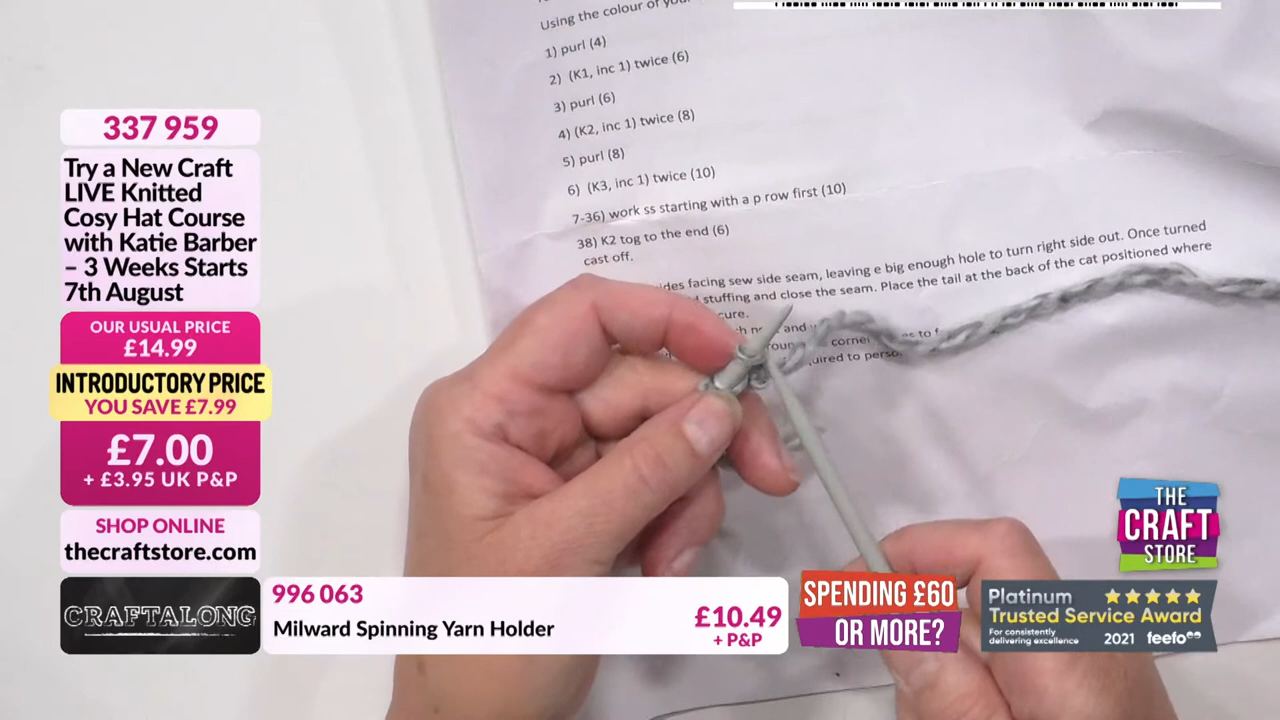 Using the colour of
1) purl (4)
2) (K1, inc 1) twice (6)
3) purl (6)
4) (K2, inc 1) twice (8)
5) purl (8)
6) (K3, inc 1) twice (10)
7-36) work ss starting with a p row first (10)
38) K2 tog to the end (6)
cast off.
facing sew side seam, leaving e big enough hole to turn right side out. Once turned
stuffing and close the seam. Place the tail at the back of the cat positioned where
and
corne
337 959
Try a New Craft
LIVE Knitted
Cosy Hat Course
with Katie Barber
– 3 Weeks Starts
7th August
OUR USUAL PRICE
£14.99
INTRODUCTORY PRICE
YOU SAVE £7.99
£7.00
+ £3.95 UK P&P
SHOP ONLINE
thecraftstore.com
CRAFTALONG
996 063
Milward Spinning Yarn Holder
£10.49
+ P&P
SPENDING £60
OR MORE?
THE
CRAFT
STORE
Platinum
Trusted Service Award
For consistently
delivering excellence
2021 feefo